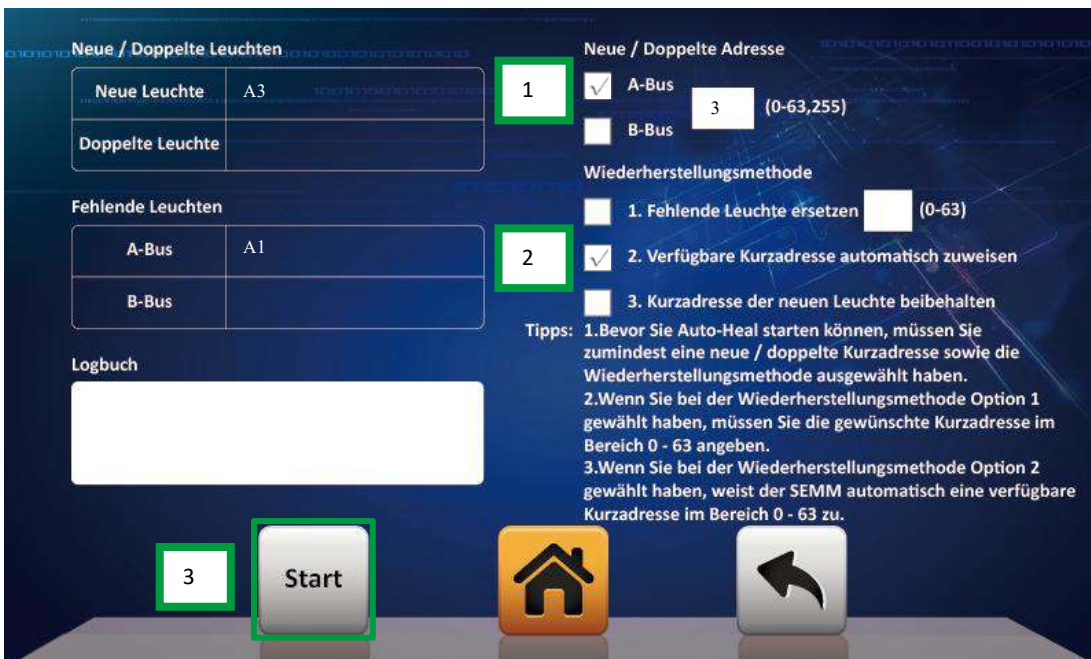 Neue / Doppelte Leuchten
Neue Leuchte A3
Doppelte Leuchte
Fehlende Leuchten
A-Bus A1
B-Bus
Logbuch
Neue / Doppelte Adresse
1
A-Bus
3 (0-63,255)
B-Bus
Wiederherstellungsmethode
1. Fehlende Leuchte ersetzen (0-63)
2
2. Verfügbare Kurzadresse automatisch zuweisen
3. Kurzadresse der neuen Leuchte beibehalten
Tipps: 1.Bevor Sie Auto-Heal starten können, müssen Sie
zumindest eine neue / doppelte Kurzadresse sowie die
Wiederherstellungsmethode ausgewählt haben.
2.Wenn Sie bei der Wiederherstellungsmethode Option 1
gewählt haben, müssen Sie die gewünschte Kurzadresse im
Bereich 0 - 63 angeben.
3.Wenn Sie bei der Wiederherstellungsmethode Option 2
gewählt haben, weist der SEMM automatisch eine verfügbare
Kurzadresse im Bereich 0 - 63 zu.
3
Start